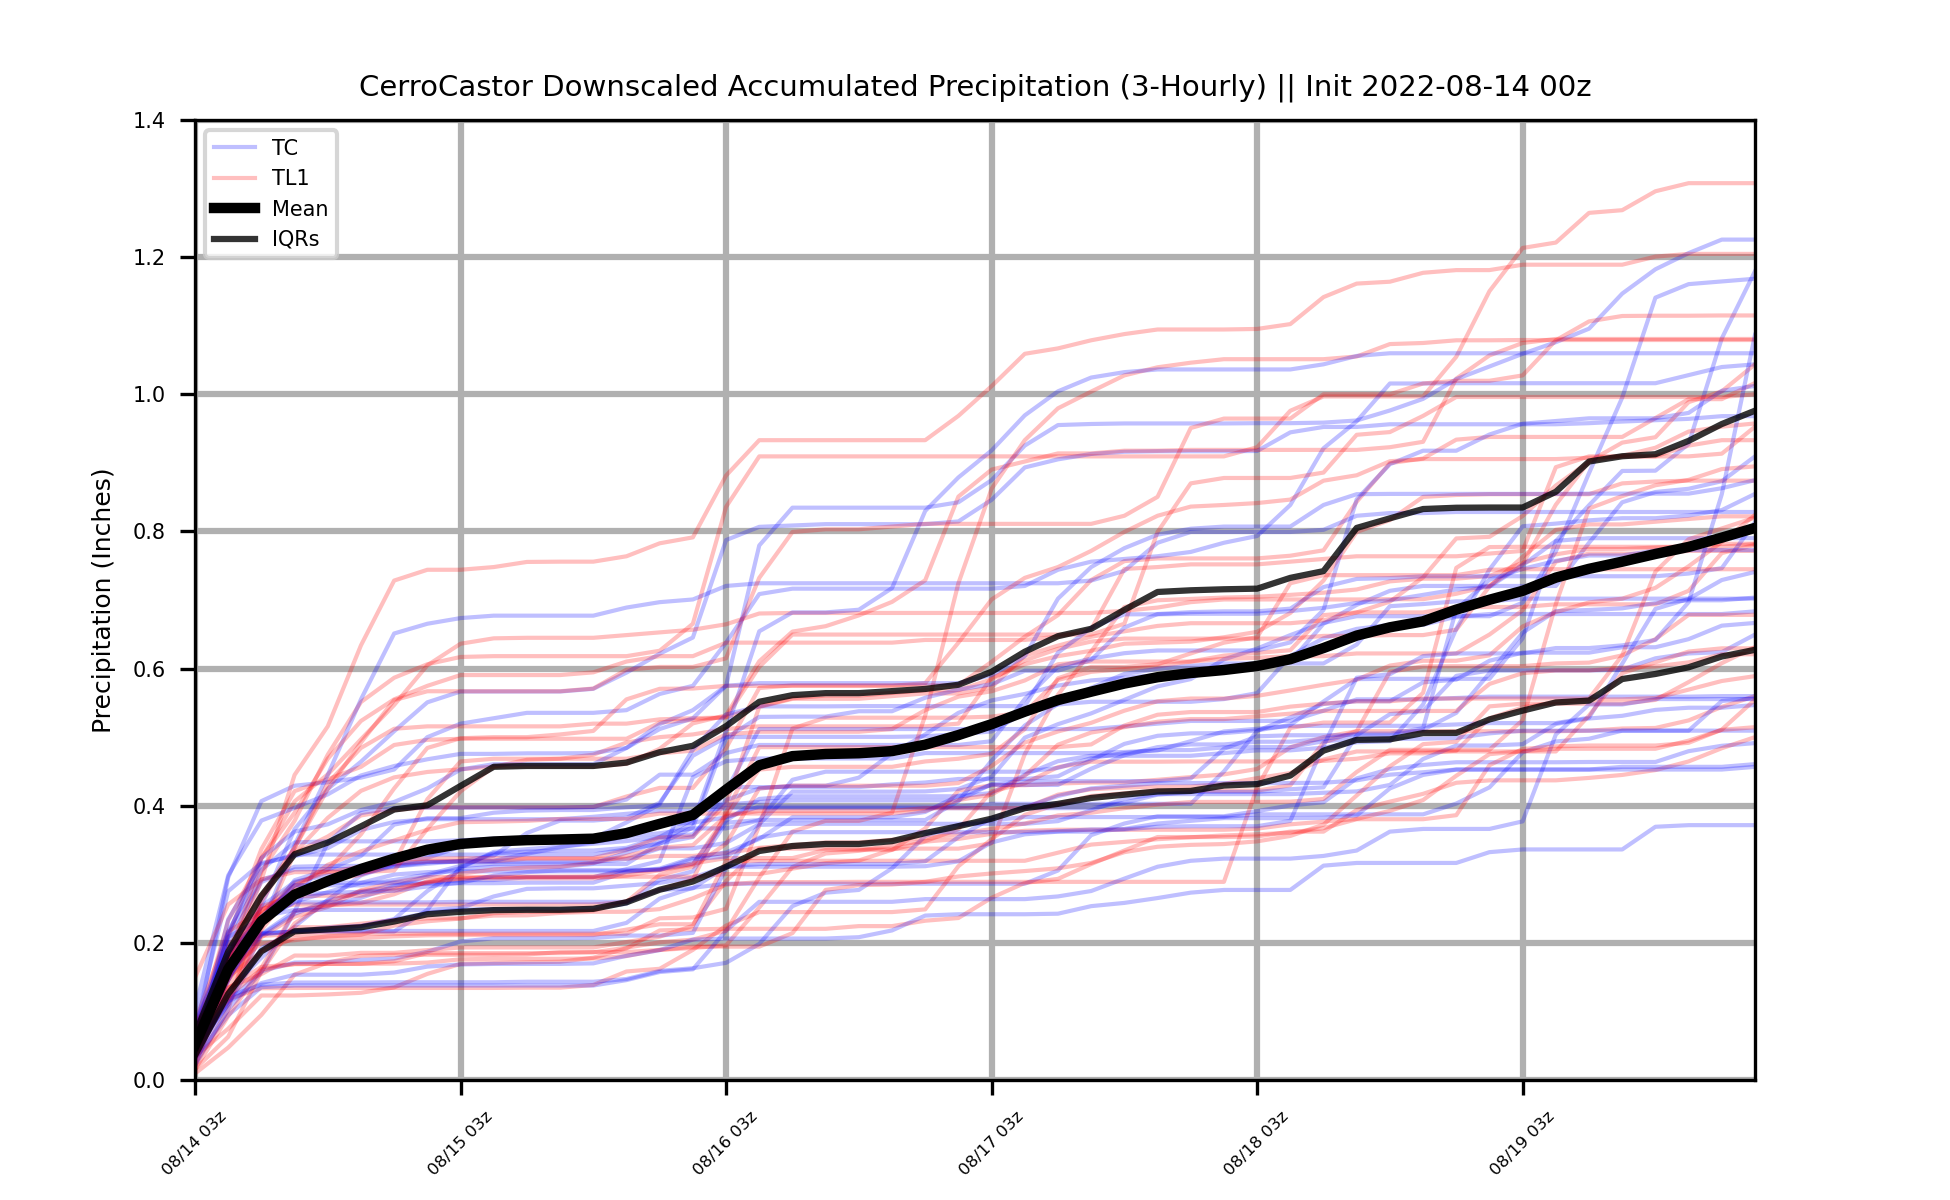 CerroCastor Downscaled Accumulated Precipitation (3-Hourly) || Init 2022-08-14 00z
Precipitation (Inches)
1.4
1.2
1.0
0.8
0.6
0.4
0.2
0.0
TC
TL1
Mean
IQRs
08/14 03z
08/15 03z
08/16 03z
08/17 03z
08/18 03z
08/19 03z